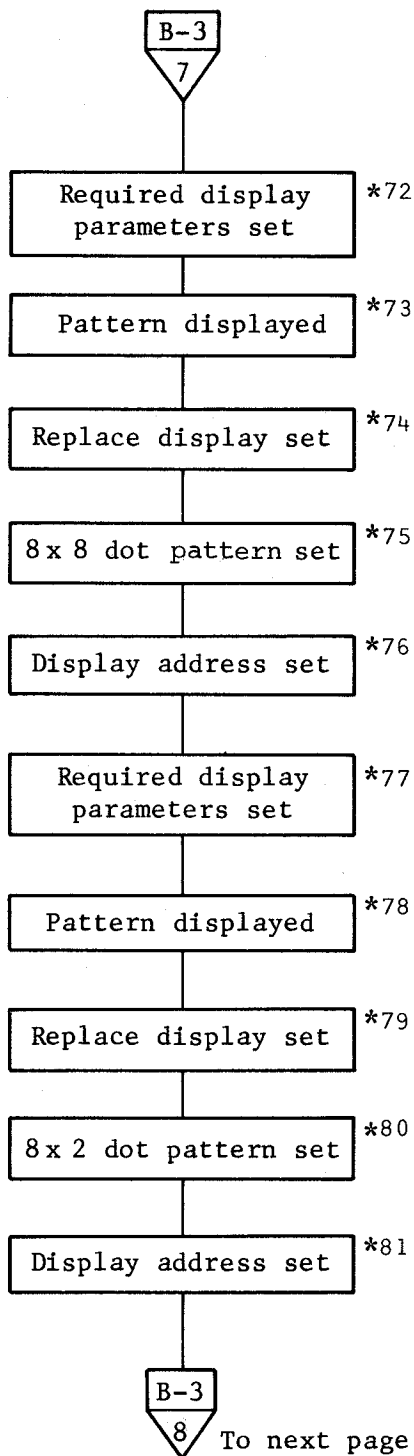 B-3
7
Required display *72
parameters set
Pattern displayed *73
Replace display set *74
8 x 8 dot pattern set *75
Display address set *76
Required display *77
parameters set
Pattern displayed *78
Replace display set *79
8 x 2 dot pattern set *80
Display address set *81
B-3
8 To next page